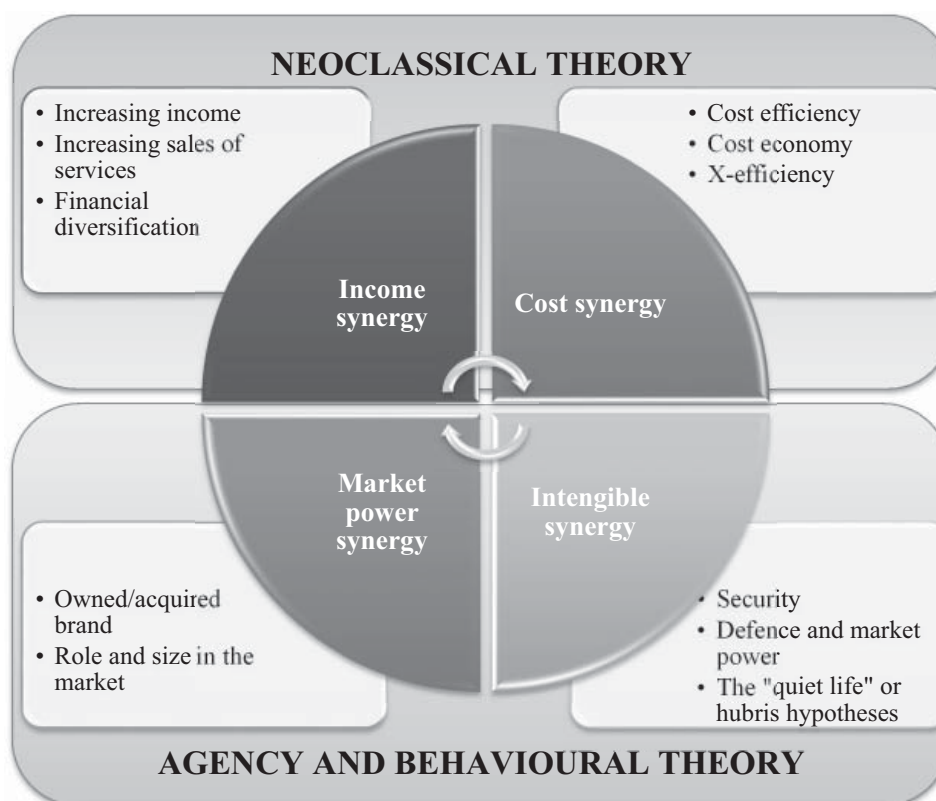 NEOCLASSICAL THEORY
• Increasing income
• Increasing sales of
services
• Financial
diversification
• Cost efficiency
• Cost economy
• X-efficiency
Income
synergy
Cost synergy
Market
power
synergy
Intengible
synergy
• Owned/acquired
brand
• Role and size in the
market
• Security
• Defence and market
power
• The "quiet life" or
hubris hypotheses
AGENCY AND BEHAVIOURAL THEORY